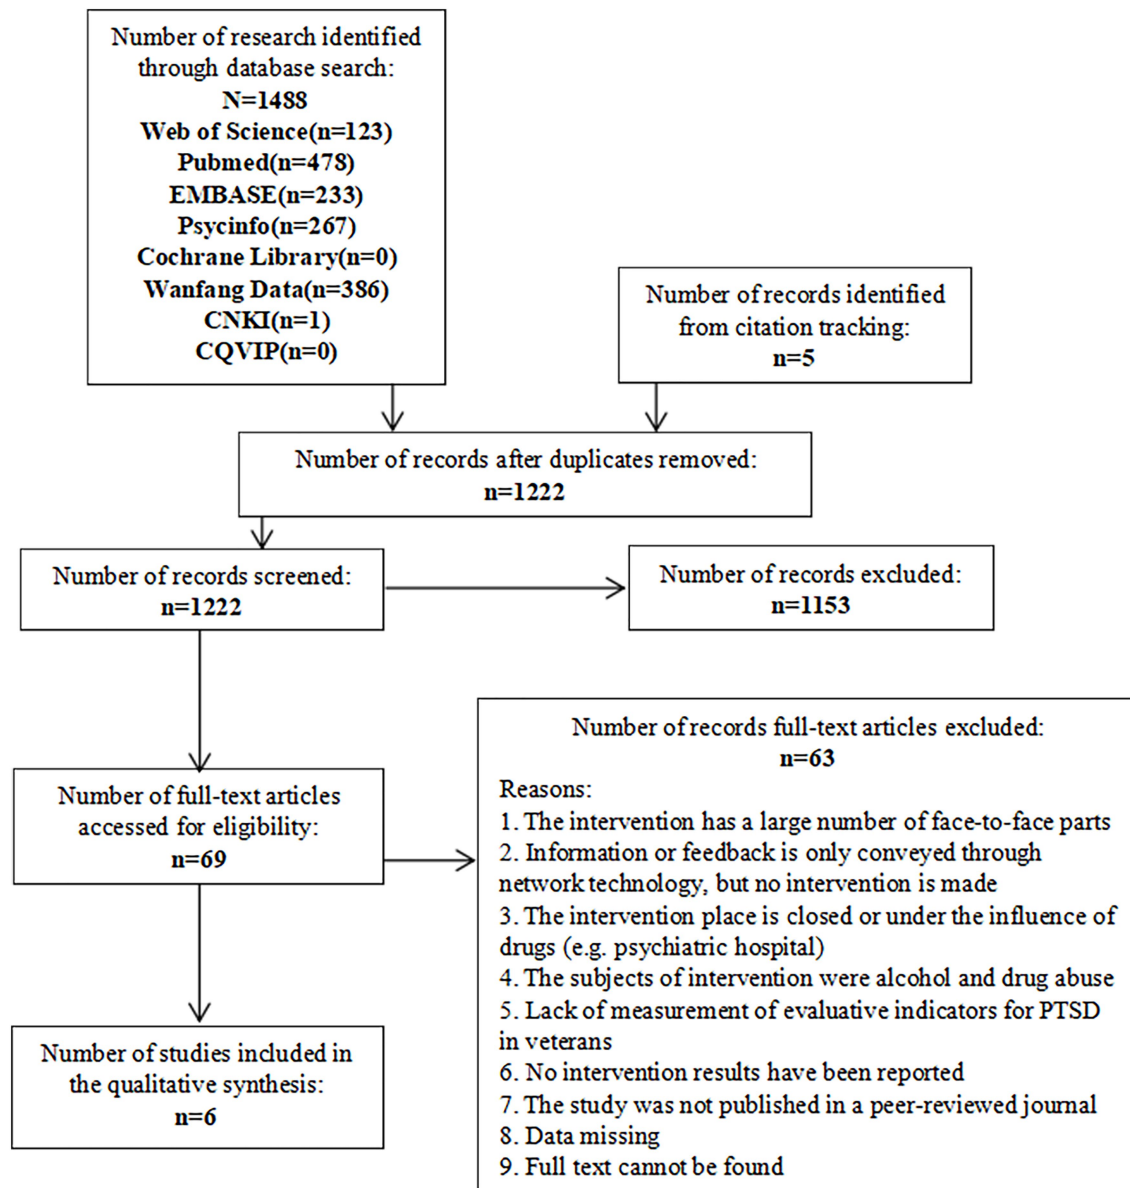 Number of research identified
through database search:
N=1488
Web of Science(n=123)
Pubmed(n=478)
EMBASE(n=233)
Psycinfo(n=267)
Cochrane Library(n=0)
Wanfang Data(n=386)
CNKI(n=1)
CQVIP(n=0)
Number of records identified
from citation tracking:
n=5
Number of records after duplicates removed:
n=1222
Number of records screened:
n=1222
Number of records excluded:
n=1153
Number of full-text articles
accessed for eligibility:
n=69
Number of records full-text articles excluded:
n=63
Reasons:
1. The intervention has a large number of face-to-face parts
2. Information or feedback is only conveyed through
network technology, but no intervention is made
3. The intervention place is closed or under the influence of
drugs (e.g. psychiatric hospital)
4. The subjects of intervention were alcohol and drug abuse
5. Lack of measurement of evaluative indicators for PTSD
in veterans
6. No intervention results have been reported
7. The study was not published in a peer-reviewed journal
8. Data missing
9. Full text cannot be found
Number of studies included in
the qualitative synthesis:
n=6